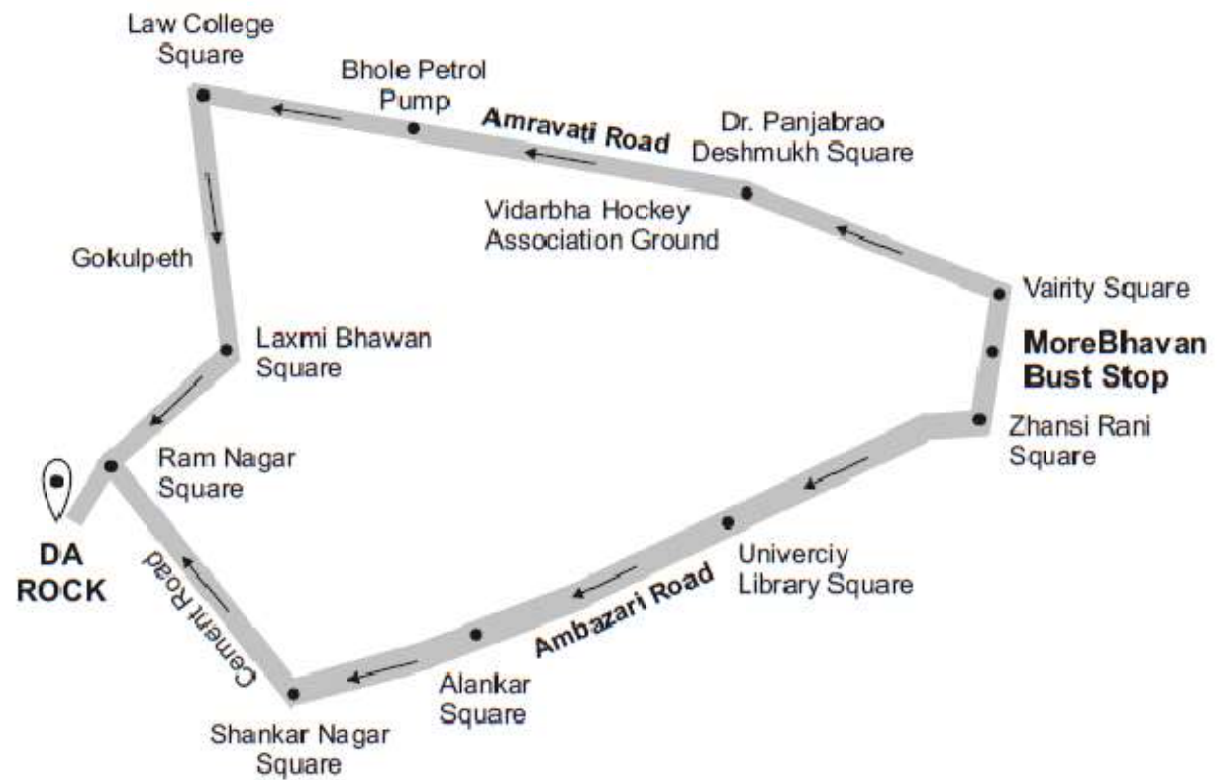 Law College
Square
Bhole Petrol
Pump
Amravati Road
Dr. Panjabrao
Deshmukh Square
Vidarbha Hockey
Association Ground
Gokulpeth
Vairity Square
Laxmi Bhawan
Square
MoreBhavan
Bust Stop
Zhansi Rani
Square
Ram Nagar
Square
DA
ROCK
Cement Road
Univerciy
Library Square
Ambazari Road
Alankar
Square
Shankar Nagar
Square